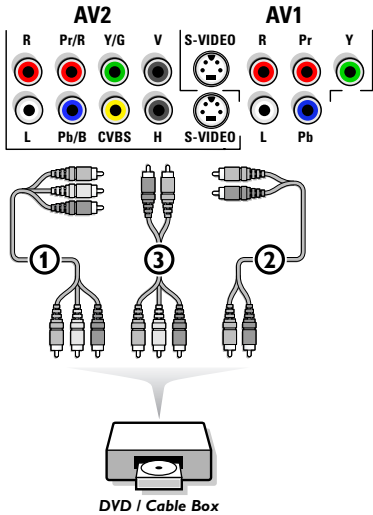 AV2 AV1
R Pr/R Y/G V S-VIDEO R Pr Y
L Pb/B CVBS H S-VIDEO L Pb
1 3 2
DVD / Cable Box